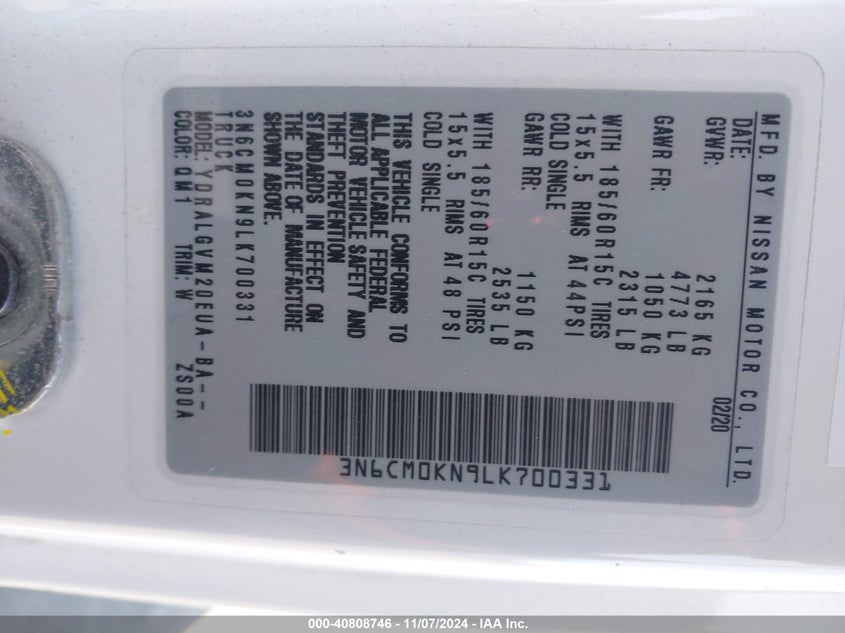 MFD. BY NISSAN MOTOR CO., LTD.
DATE: 02/20
GVWR: 2165 KG
4773 LB
GAWR FR: 1050 KG
2315 LB
WITH 185/60R15C TIRES
15x5.5 RIMS AT 44PSI
COLD SINGLE
GAWR RR: 1150 KG
2535 LB
WITH 185/60R15C TIRES
15x5.5 RIMS AT 48 PSI
COLD SINGLE
THIS VEHICLE CONFORMS TO
ALL APPLICABLE FEDERAL
MOTOR VEHICLE SAFETY AND
THEFT PREVENTION
STANDARDS IN EFFECT ON
THE DATE OF MANUFACTURE
SHOWN ABOVE.
3N6CM0KN9LK700331
TRUCK
MODEL: YDRALGVM20EUA-BA--
COLOR: QM1 TRIM: W ZS00A
3N6CM0KN9LK700331
000-40808746 - 11/07/2024 - IAA Inc.